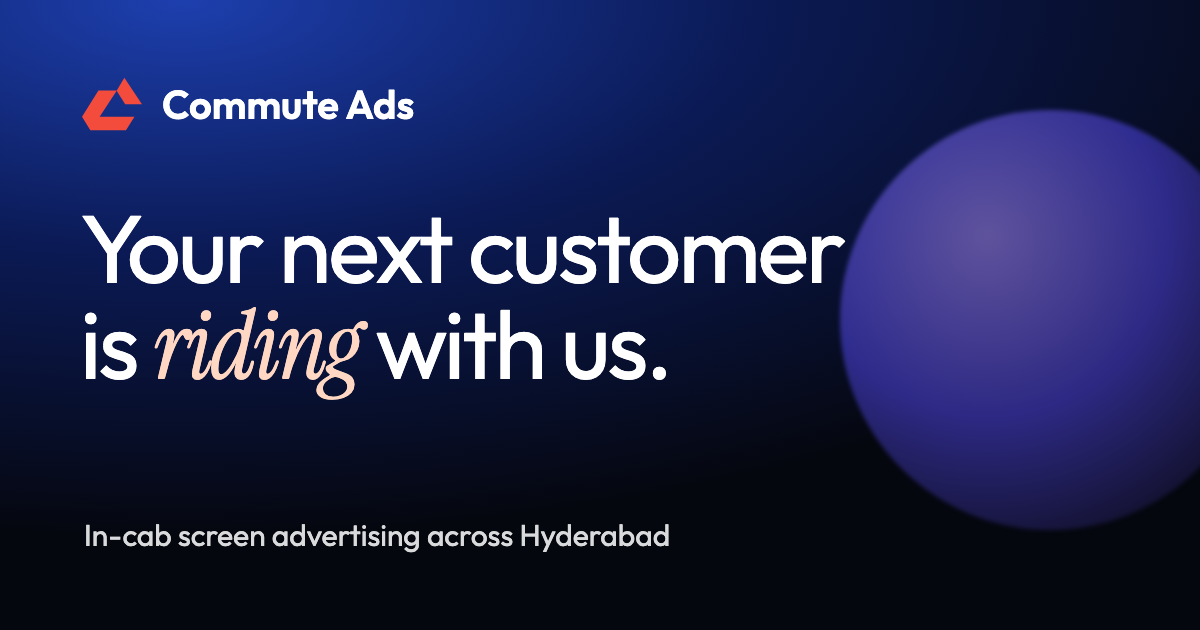 Commute Ads
Your next customer
is riding with us.
In-cab screen advertising across Hyderabad